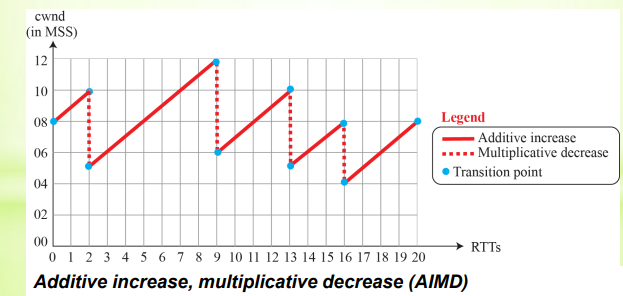 cwnd
(in MSS)
12
10
08
06
04
02
00
0 1 2 3 4 5 6 7 8 9 10 11 12 13 14 15 16 17 18 19 20
RTTs
Legend
Additive increase
Multiplicative decrease
Transition point
Additive increase, multiplicative decrease (AIMD)